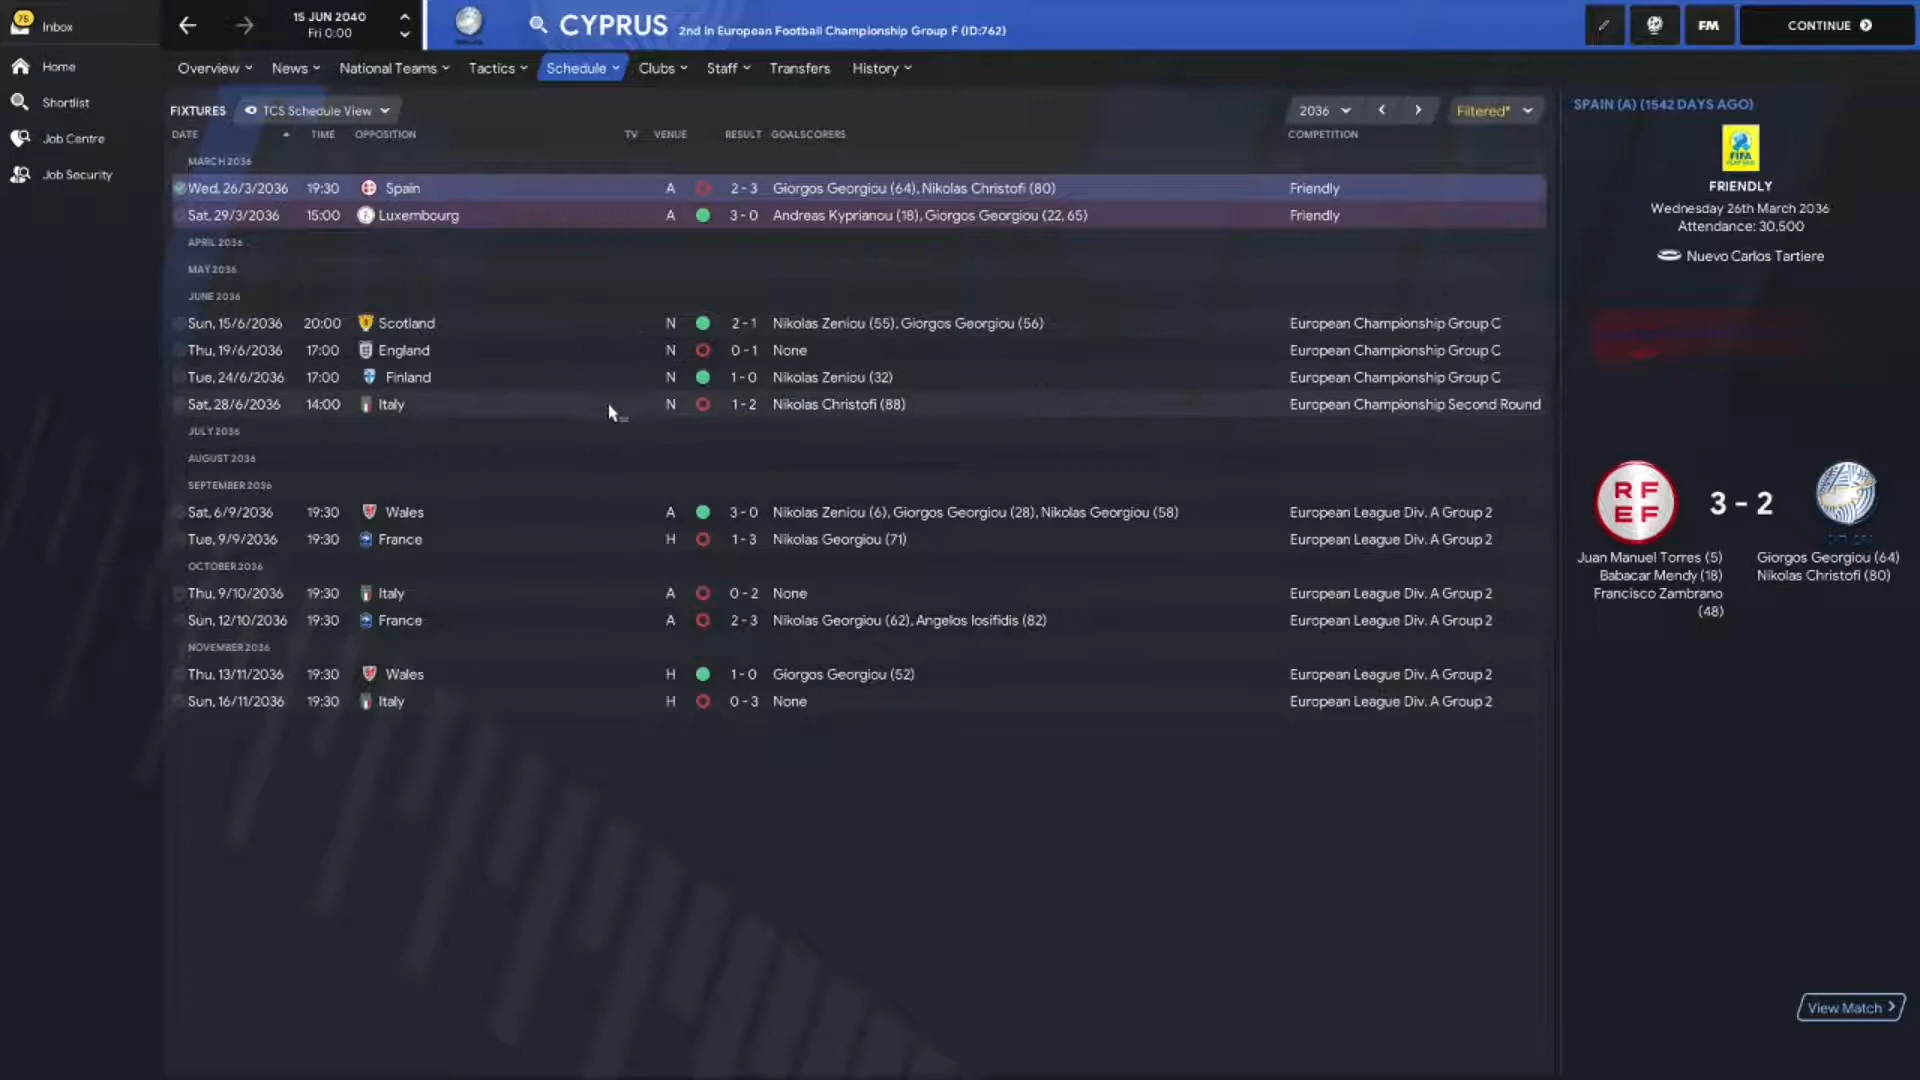 75 Inbox
Home
Shortlist
Job Centre
Job Security
15 JUN 2040
Fri 0:00
CYPRUS 2nd in European Football Championship Group F (ID:762)
FM
CONTINUE
Overview News National Teams Tactics Schedule Clubs Staff Transfers History
FIXTURES TCS Schedule View 2036 Filtered*
DATE TIME OPPOSITION TV VENUE RESULT GOALSCORERS COMPETITION
MARCH 2036
Wed, 26/3/2036 19:30 Spain A 2 - 3 Giorgos Georgiou (64), Nikolas Christofi (80) Friendly
Sat, 29/3/2036 15:00 Luxembourg A 3 - 0 Andreas Kyprianou (18), Giorgos Georgiou (22, 65) Friendly
APRIL 2036
MAY 2036
JUNE 2036
Sun, 15/6/2036 20:00 Scotland N 2 - 1 Nikolas Zeniou (55), Giorgos Georgiou (56) European Championship Group C
Thu, 19/6/2036 17:00 England N 0 - 1 None European Championship Group C
Tue, 24/6/2036 17:00 Finland N 1 - 0 Nikolas Zeniou (32) European Championship Group C
Sat, 28/6/2036 14:00 Italy N 1 - 2 Nikolas Christofi (88) European Championship Second Round
JULY 2036
AUGUST 2036
SEPTEMBER 2036
Sat, 6/9/2036 19:30 Wales A 3 - 0 Nikolas Zeniou (6), Giorgos Georgiou (28), Nikolas Georgiou (58) European League Div. A Group 2
Tue, 9/9/2036 19:30 France H 1 - 3 Nikolas Georgiou (71) European League Div. A Group 2
OCTOBER 2036
Thu, 9/10/2036 19:30 Italy A 0 - 2 None European League Div. A Group 2
Sun, 12/10/2036 19:30 France A 2 - 3 Nikolas Georgiou (62), Angelos Iosifidis (82) European League Div. A Group 2
NOVEMBER 2036
Thu, 13/11/2036 19:30 Wales H 1 - 0 Giorgos Georgiou (52) European League Div. A Group 2
Sun, 16/11/2036 19:30 Italy H 0 - 3 None European League Div. A Group 2
SPAIN (A) (1542 DAYS AGO)
FIFA
FRIENDLY
Wednesday 26th March 2036
Attendance: 30,500
Nuevo Carlos Tartiere
RFEF 3 - 2
Juan Manuel Torres (5)
Babacar Mendy (18)
Francisco Zambrano
(48)
Giorgos Georgiou (64)
Nikolas Christofi (80)
View Match